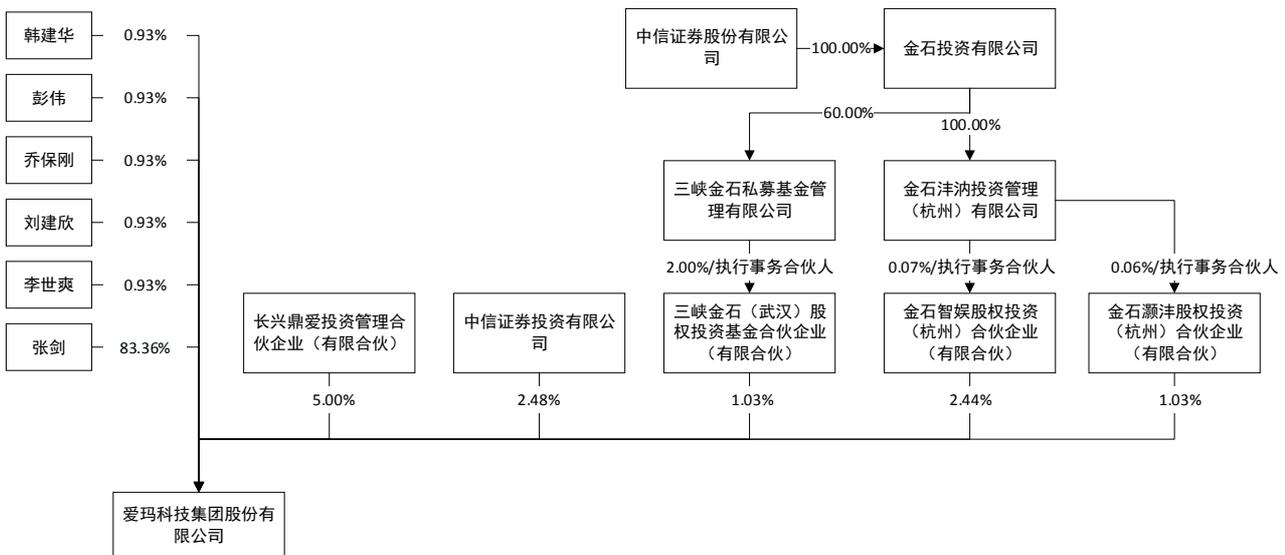 韩建华
0.93%
彭伟
0.93%
乔保刚
0.93%
刘建欣
0.93%
李世爽
0.93%
张剑
83.36%
中信证券股份有限公
司
100.00%
金石投资有限公司
60.00%
100.00%
三峡金石私募基金管
理有限公司
金石沣汭投资管理
（杭州）有限公司
2.00%/执行事务合伙人
0.07%/执行事务合伙人
0.06%/执行事务合伙人
长兴鼎爱投资管理合
伙企业（有限合伙）
中信证券投资有限公
司
三峡金石（武汉）股
权投资基金合伙企业
（有限合伙）
金石智娱股权投资
（杭州）合伙企业
（有限合伙）
金石灏沣股权投资
（杭州）合伙企业
（有限合伙）
5.00%
2.48%
1.03%
2.44%
1.03%
爱玛科技集团股份有
限公司